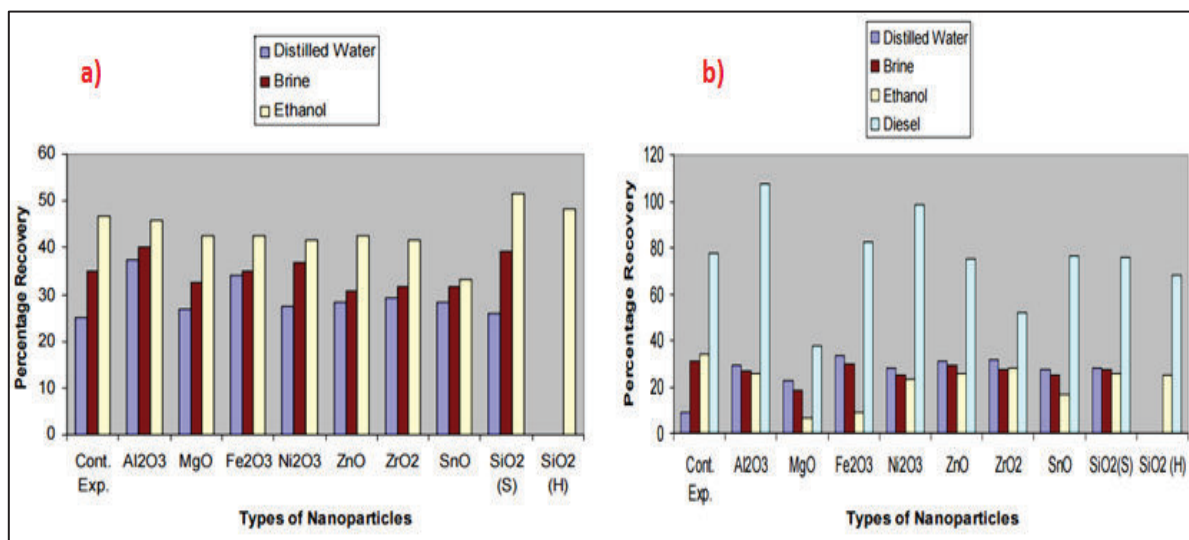 a)
Distilled Water
Brine
Ethanol
Percentage Recovery
60
50
40
30
20
10
0
Cont. Exp.
Al2O3
MgO
Fe2O3
Ni2O3
ZnO
ZrO2
SnO
SiO2 (S)
SiO2 (H)
Types of Nanoparticles
b)
Distilled Water
Brine
Ethanol
Diesel
Percentage Recovery
120
100
80
60
40
20
0
Cont. Exp.
Al2O3
MgO
Fe2O3
Ni2O3
ZnO
ZrO2
SnO
SiO2(S)
SiO2 (H)
Types of Nanoparticles